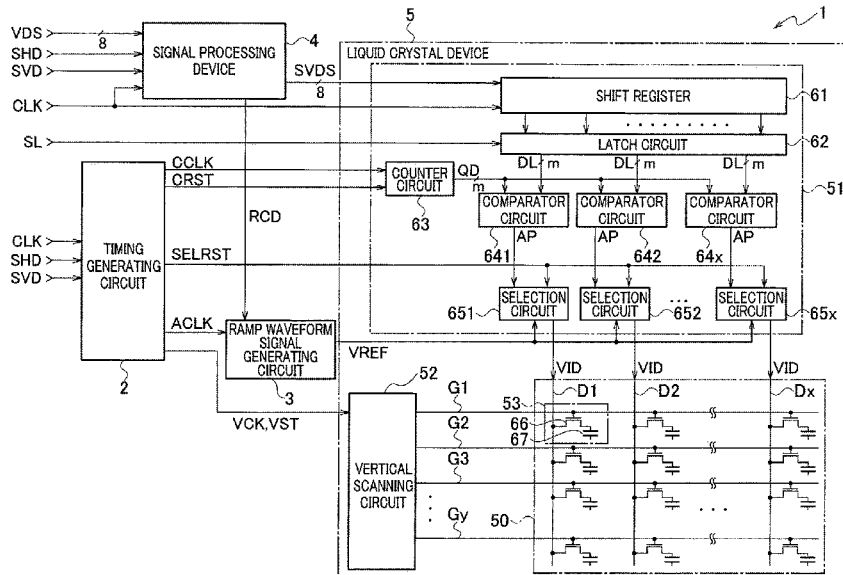 1
5
VDS
8
SHD
SVD
CLK
SIGNAL PROCESSING
DEVICE
4
LIQUID CRYSTAL DEVICE
SVDS
8
SHIFT REGISTER
61
SL
LATCH CIRCUIT
62
DL m
DL m
DL m
51
CCLK
CRST
COUNTER
CIRCUIT
63
QD
m
COMPARATOR
CIRCUIT
COMPARATOR
CIRCUIT
COMPARATOR
CIRCUIT
641
AP
AP
642
64x
AP
RCD
CLK
SHD
SVD
TIMING
GENERATING
CIRCUIT
2
SELRST
SELECTION
CIRCUIT
651
SELECTION
CIRCUIT
652
...
SELECTION
CIRCUIT
65x
ACLK
RAMP WAVEFORM
SIGNAL
GENERATING
CIRCUIT
3
VREF
VID
VID
VID
VCK,VST
52
VERTICAL
SCANNING
CIRCUIT
G1
G2
G3
Gy
53
66
67
D1
D2
Dx
50